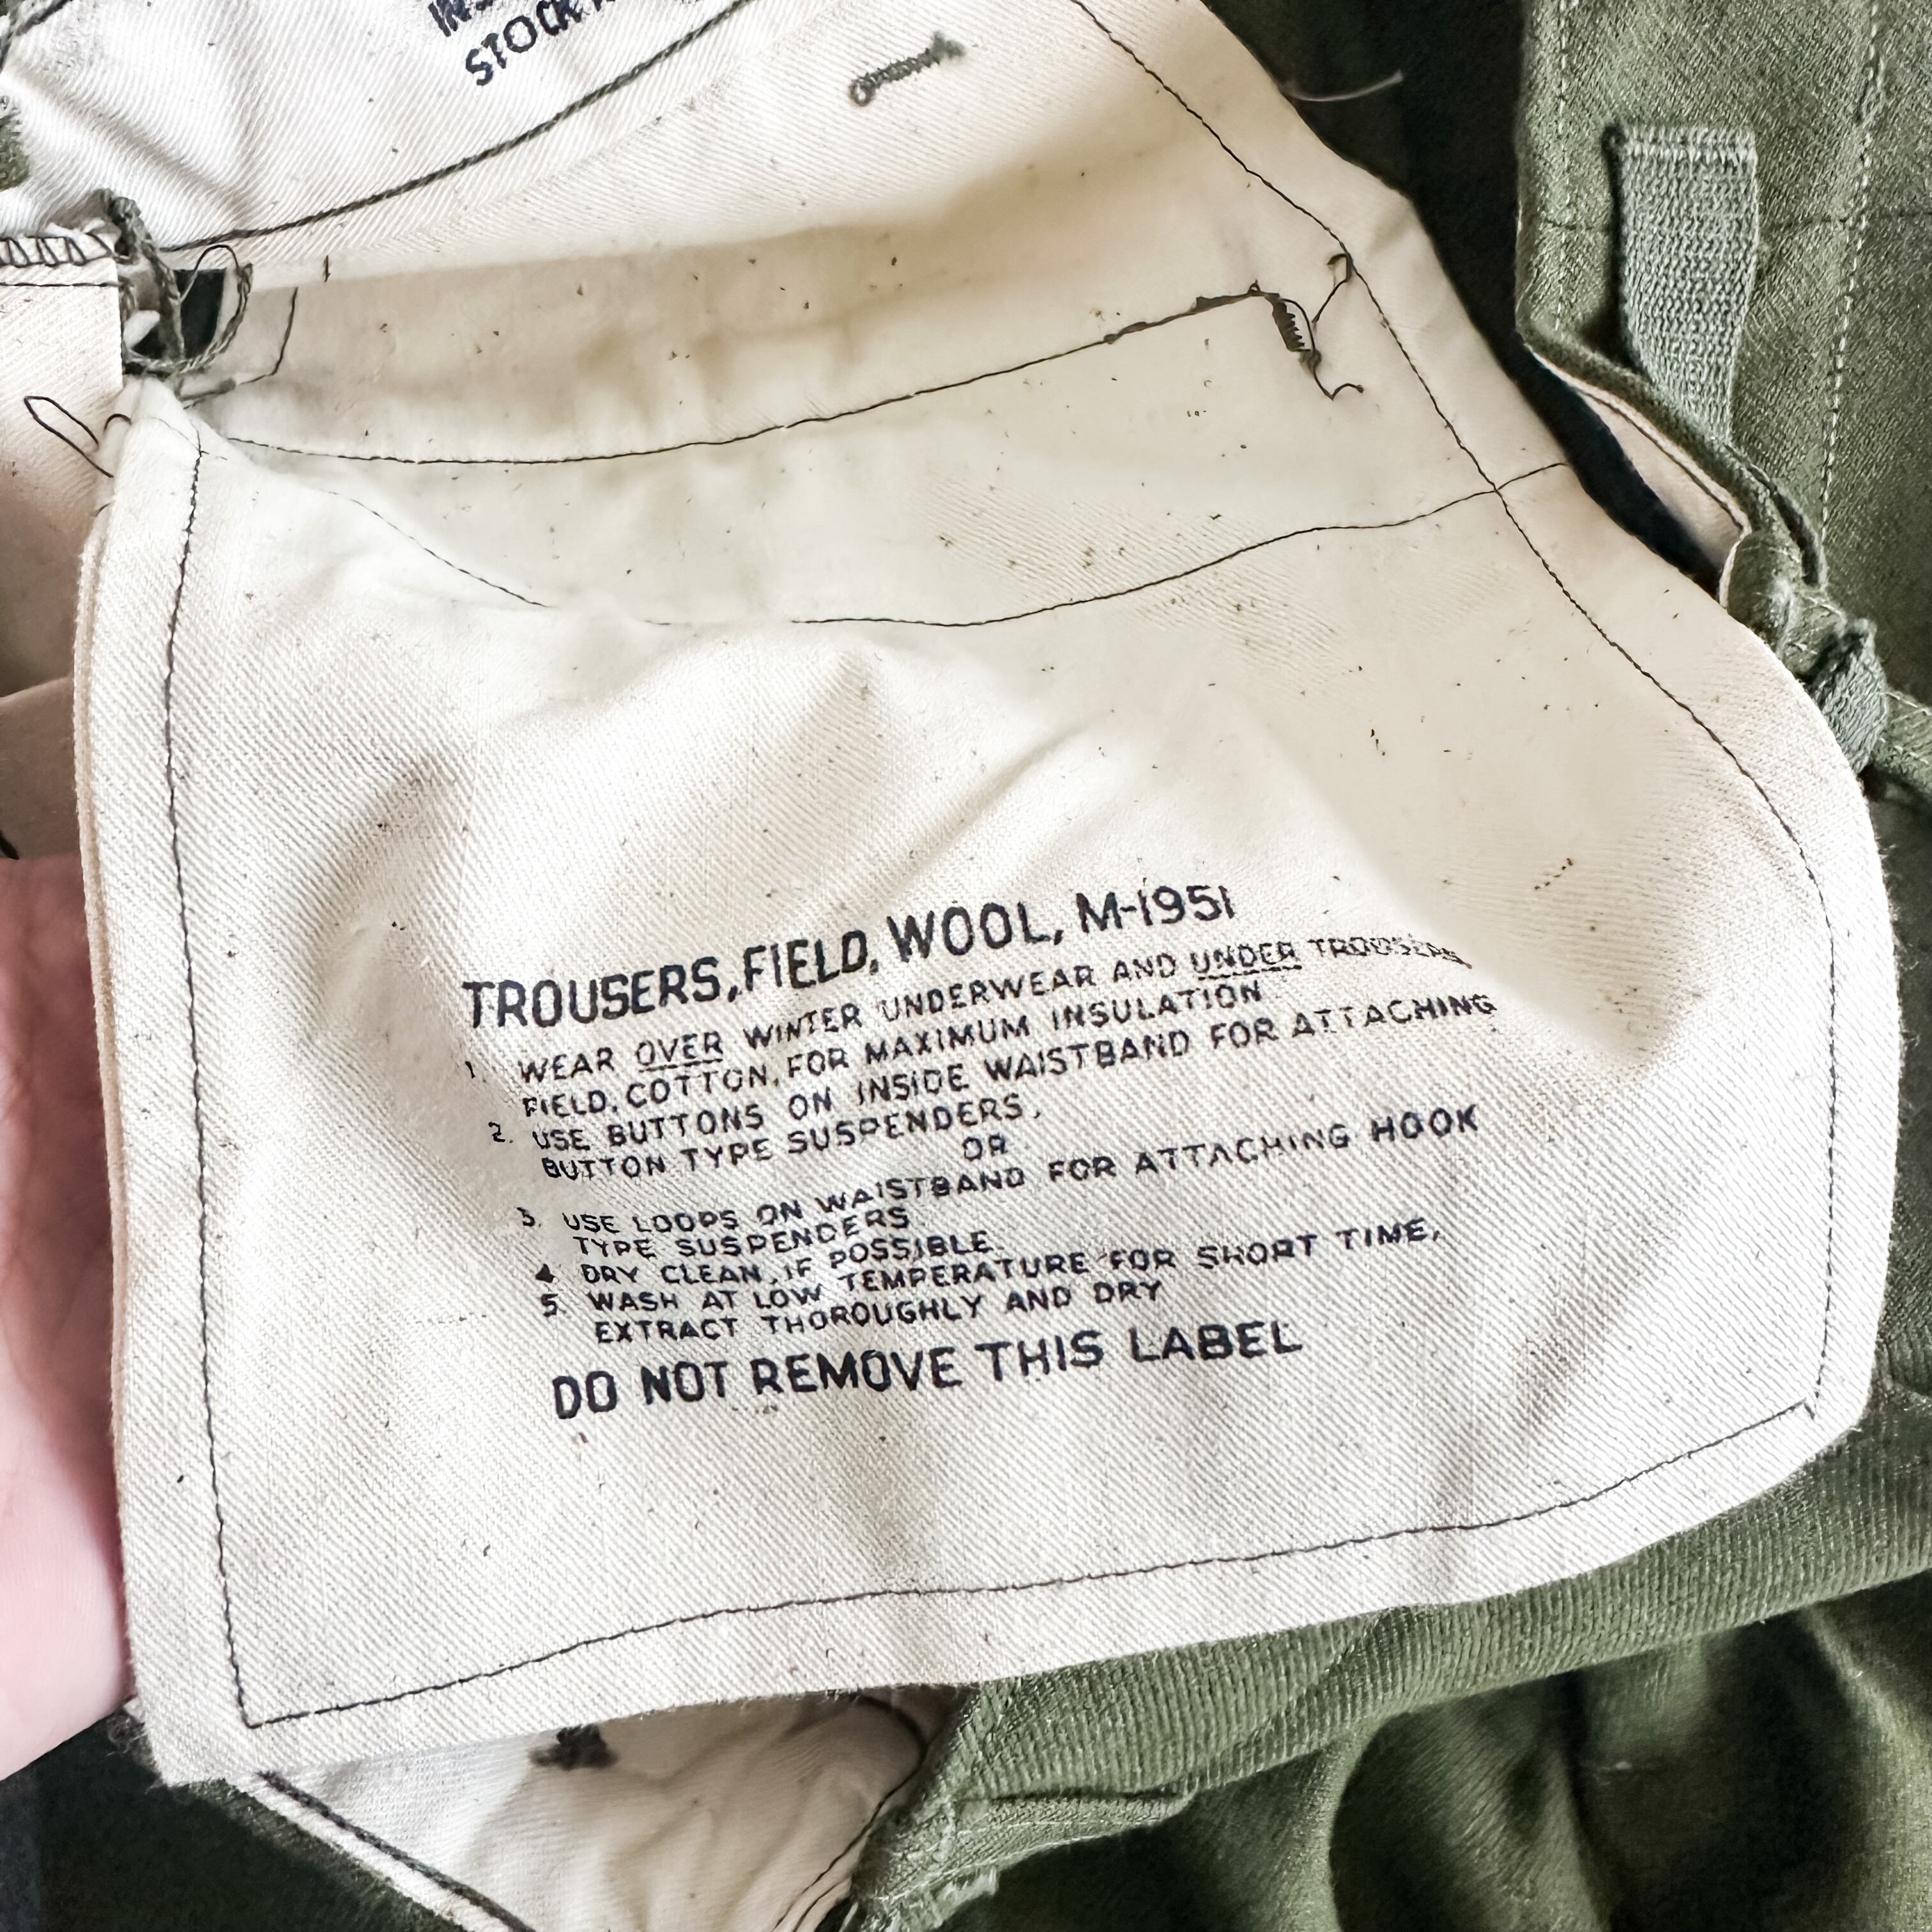 STOCK
TROUSERS, FIELD, WOOL, M-1951
1. WEAR OVER WINTER UNDERWEAR AND UNDER TROUSERS,
FIELD, COTTON, FOR MAXIMUM INSULATION
2. USE BUTTONS ON INSIDE WAISTBAND FOR ATTACHING
BUTTON TYPE SUSPENDERS,
OR
3. USE LOOPS ON WAISTBAND FOR ATTACHING HOOK
TYPE SUSPENDERS
4. DRY CLEAN, IF POSSIBLE.
5. WASH AT LOW TEMPERATURE FOR SHORT TIME,
EXTRACT THOROUGHLY AND DRY
DO NOT REMOVE THIS LABEL